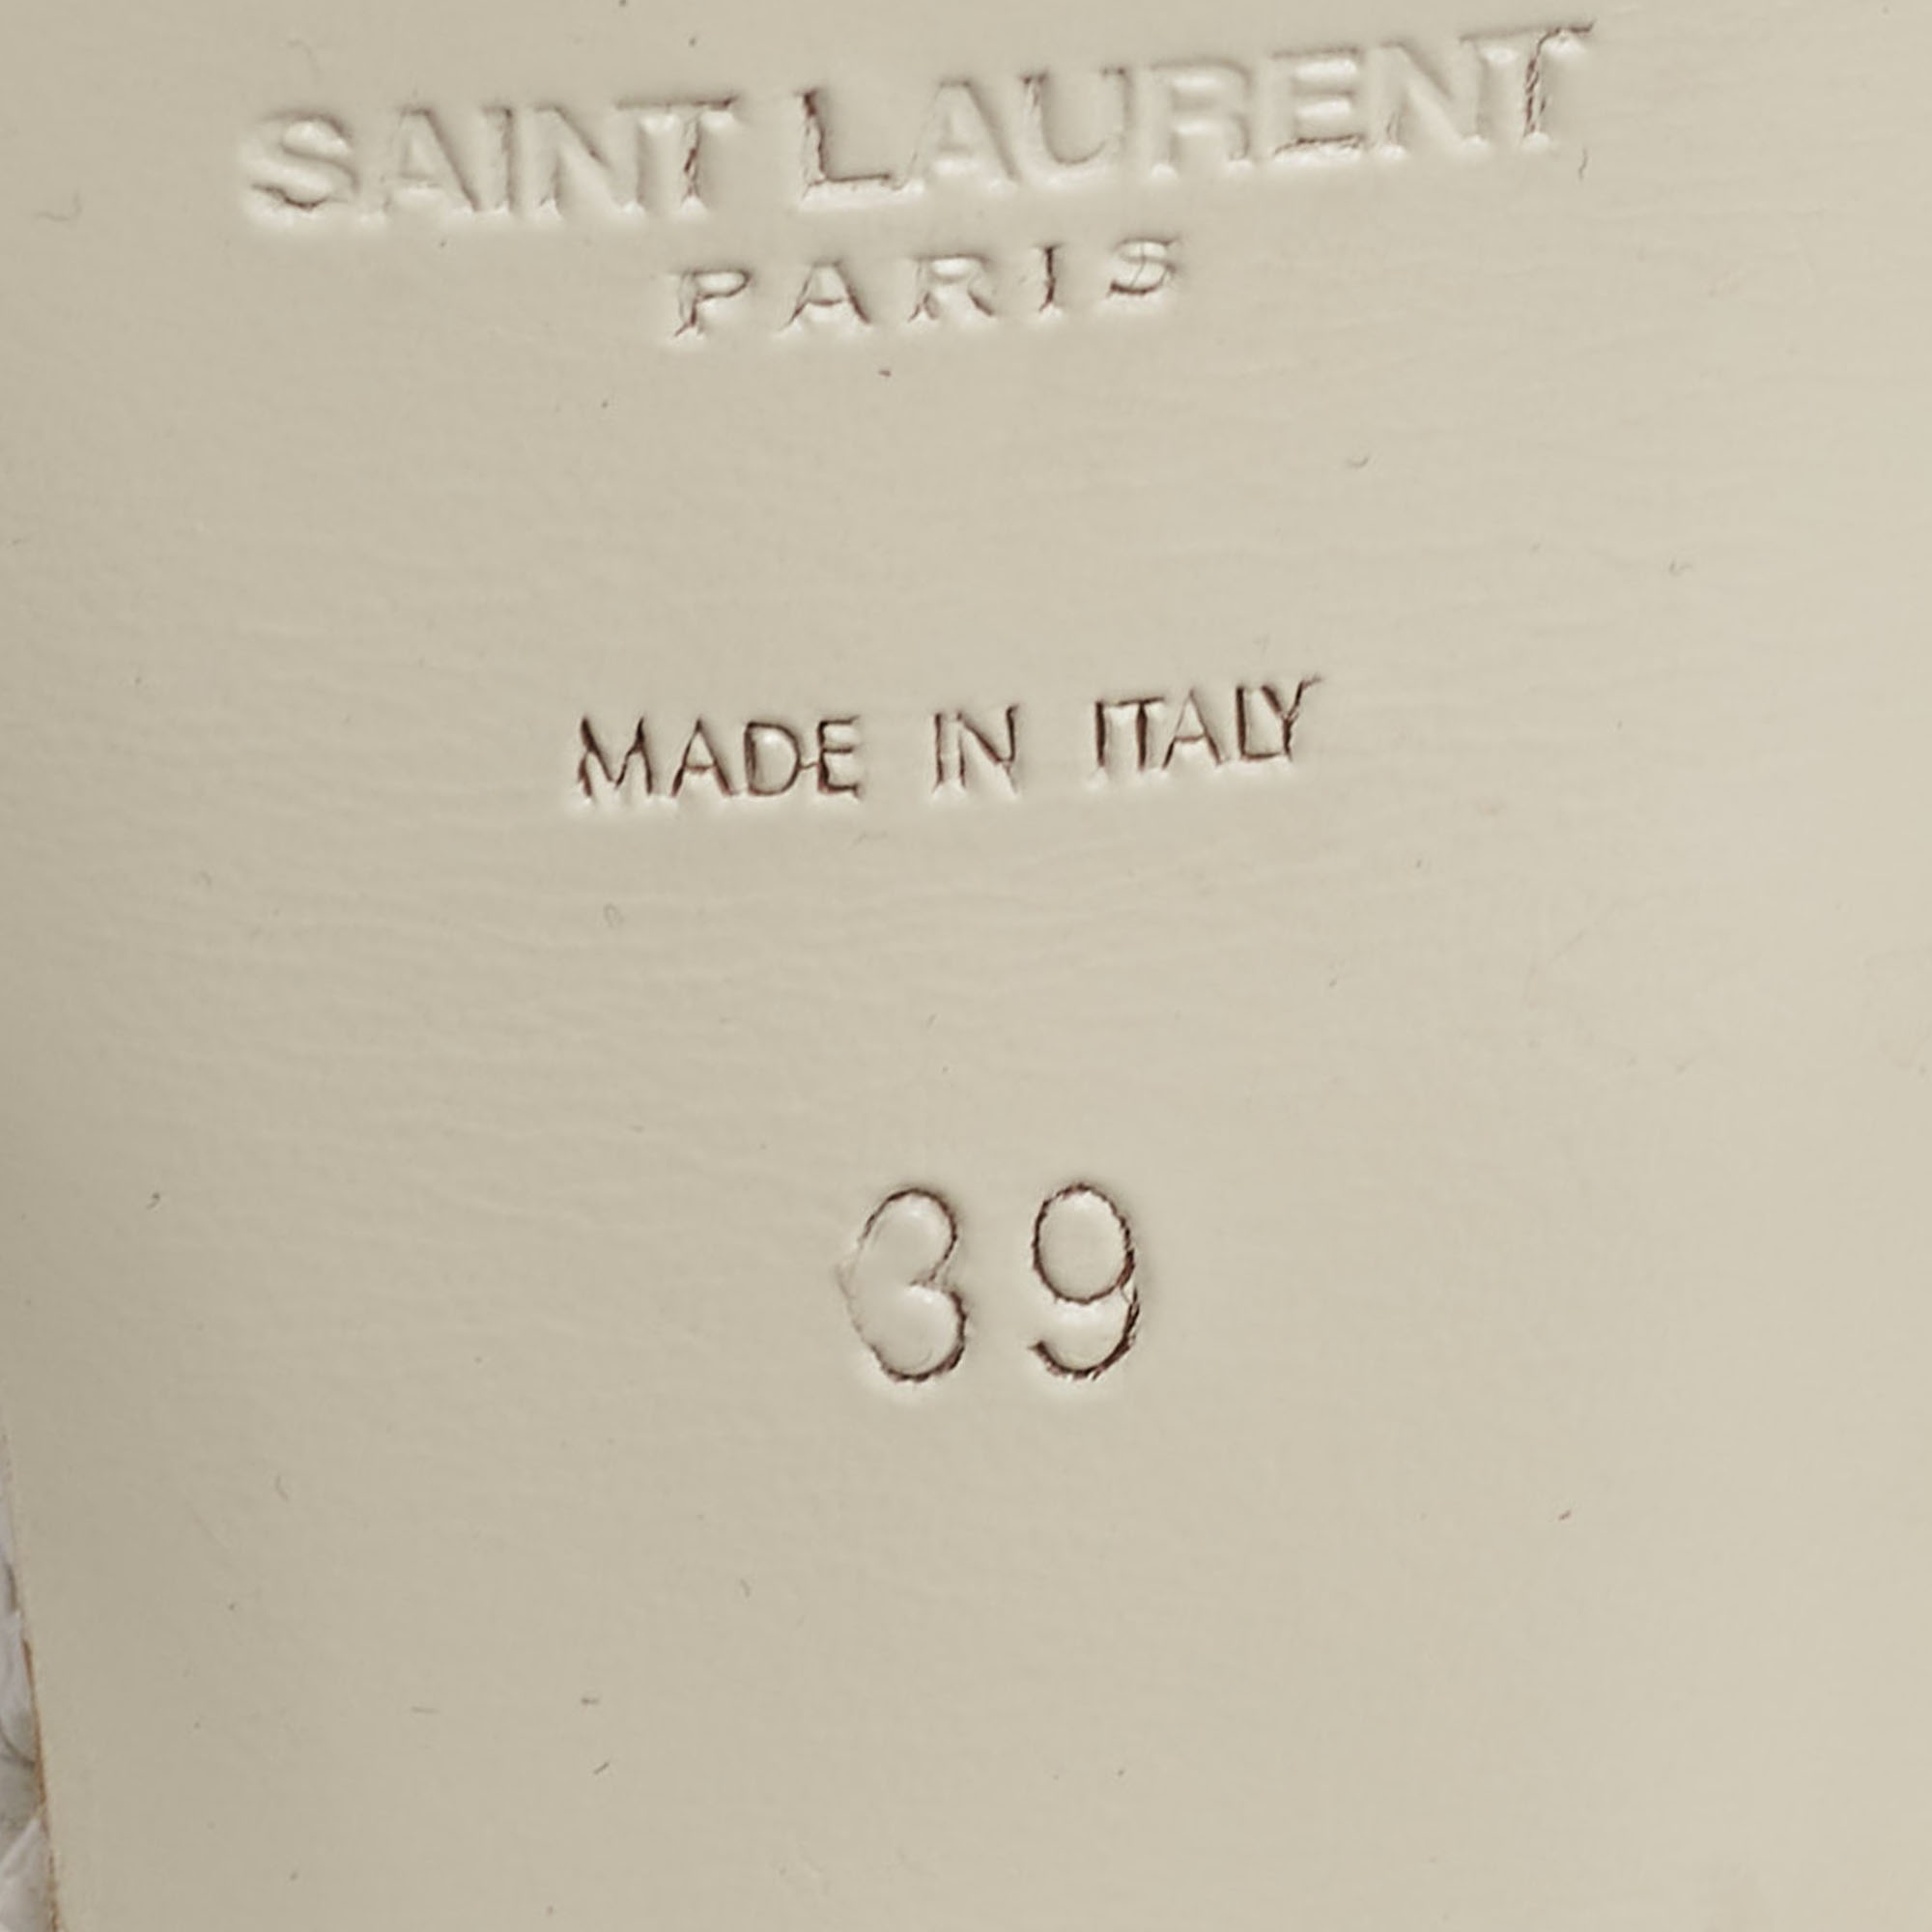 SAINT LAURENT
PARIS
MADE IN ITALY
39